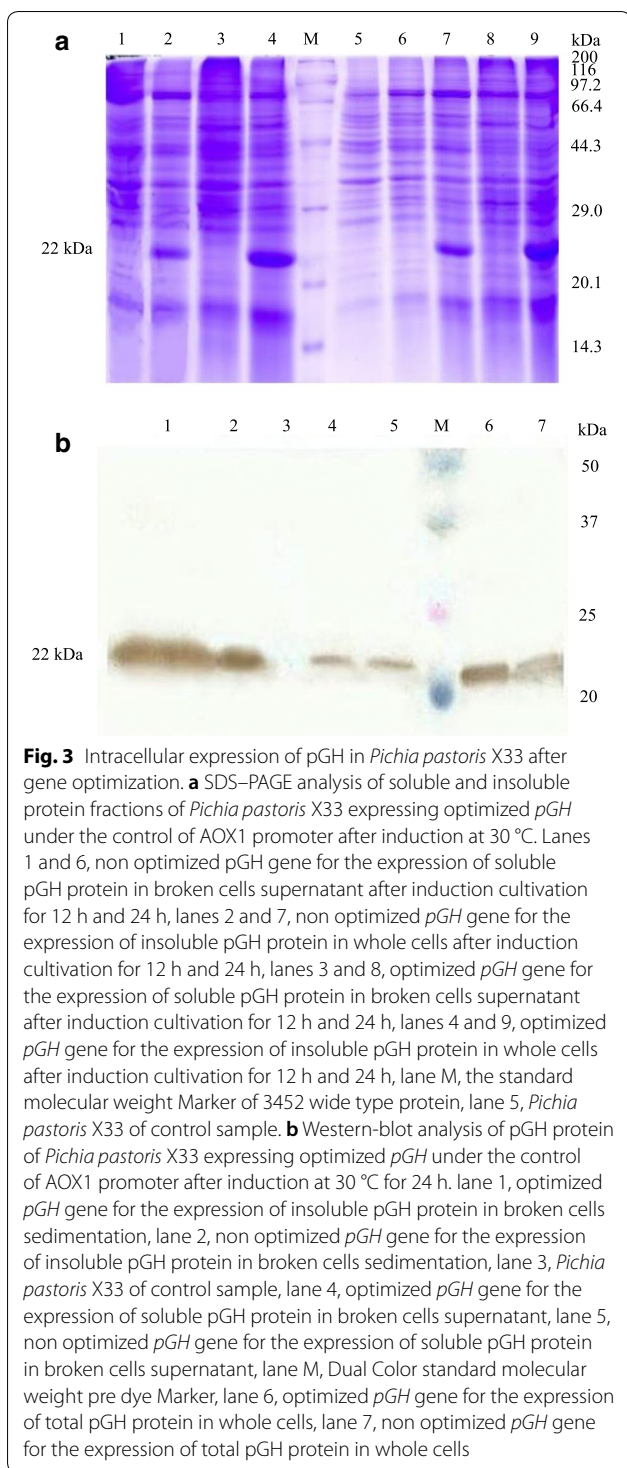 a
1 2 3 4 M 5 6 7 8 9 kDa
200
116
97.2
66.4
44.3
29.0
22 kDa
20.1
14.3
b
1 2 3 4 5 M 6 7 kDa
50
37
25
22 kDa
20
Fig. 3 Intracellular expression of pGH in Pichia pastoris X33 after
gene optimization. a SDS–PAGE analysis of soluble and insoluble
protein fractions of Pichia pastoris X33 expressing optimized pGH
under the control of AOX1 promoter after induction at 30 °C. Lanes
1 and 6, non optimized pGH gene for the expression of soluble
pGH protein in broken cells supernatant after induction cultivation
for 12 h and 24 h, lanes 2 and 7, non optimized pGH gene for the
expression of insoluble pGH protein in whole cells after induction
cultivation for 12 h and 24 h, lanes 3 and 8, optimized pGH gene for
the expression of soluble pGH protein in broken cells supernatant
after induction cultivation for 12 h and 24 h, lanes 4 and 9, optimized
pGH gene for the expression of insoluble pGH protein in whole cells
after induction cultivation for 12 h and 24 h, lane M, the standard
molecular weight Marker of 3452 wide type protein, lane 5, Pichia
pastoris X33 of control sample. b Western-blot analysis of pGH protein
of Pichia pastoris X33 expressing optimized pGH under the control
of AOX1 promoter after induction at 30 °C for 24 h. lane 1, optimized
pGH gene for the expression of insoluble pGH protein in broken cells
sedimentation, lane 2, non optimized pGH gene for the expression
of insoluble pGH protein in broken cells sedimentation, lane 3, Pichia
pastoris X33 of control sample, lane 4, optimized pGH gene for the
expression of soluble pGH protein in broken cells supernatant, lane 5,
non optimized pGH gene for the expression of soluble pGH protein
in broken cells supernatant, lane M, Dual Color standard molecular
weight pre dye Marker, lane 6, optimized pGH gene for the expression
of total pGH protein in whole cells, lane 7, non optimized pGH gene
for the expression of total pGH protein in whole cells